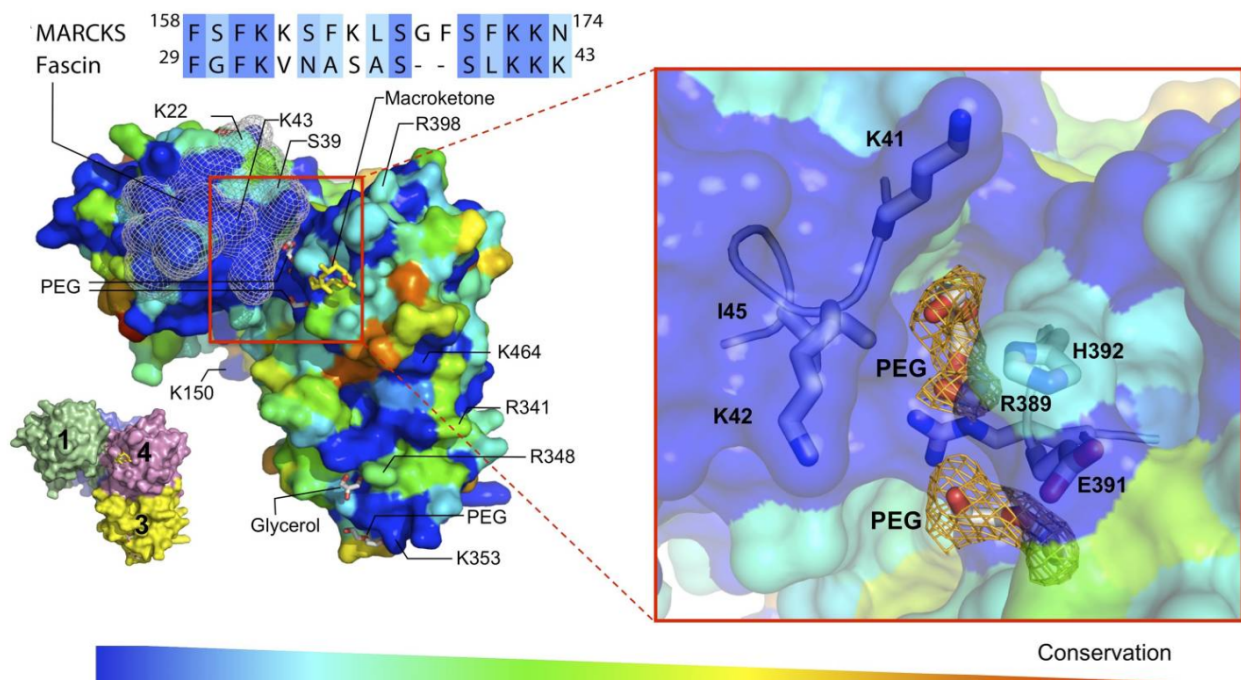 MARCKS 158 F S F K K S F K L S G F S F K K N 174
Fascin 29 F G F K V N A S A S - - S L K K K 43
Macroketone
K22
K43
R398
S39
K41
PEG
I45
H392
PEG
R389
K42
K464
K150
E391
R341
1
4
R348
PEG
3
Glycerol
PEG
K353
Conservation